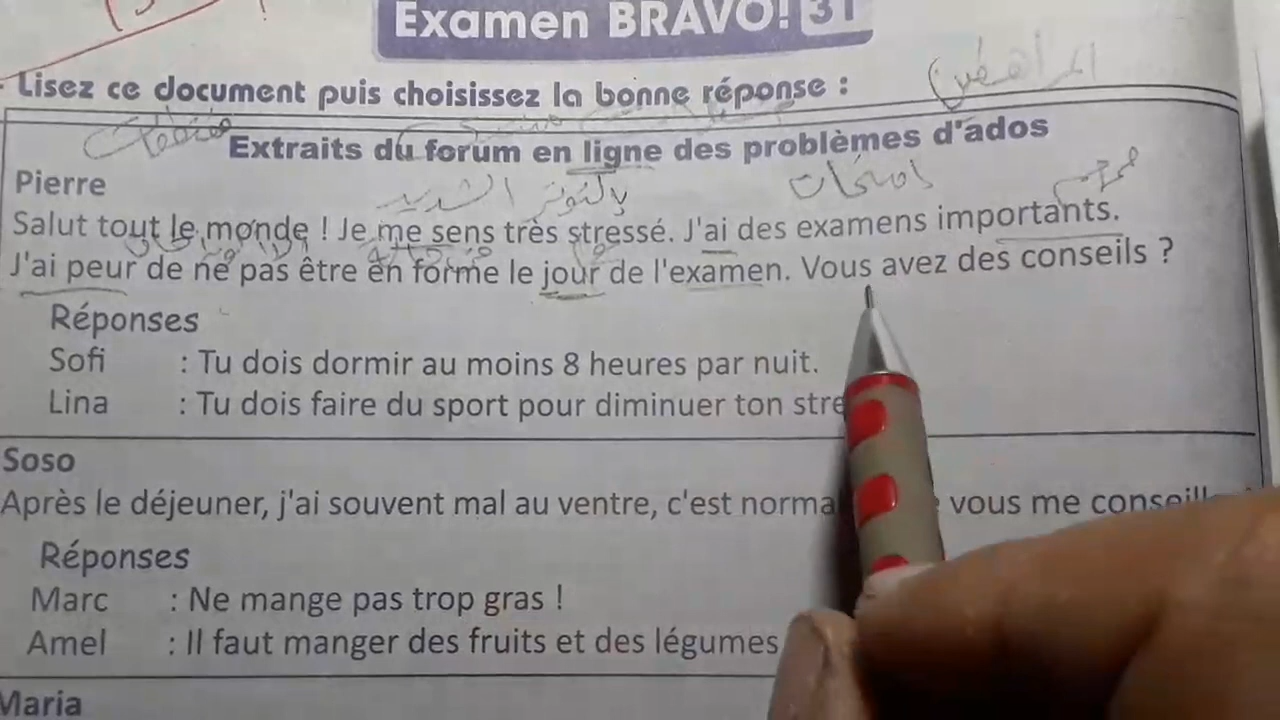 Examen BRAVO! 31
Lisez ce document puis choisissez la bonne réponse :
المراهقين
Extraits du forum en ligne des problèmes d'ados
Pierre
بالتوتر الشديد
امتحانات
Salut tout le monde ! Je me sens très stressé. J'ai des examens importants.
J'ai peur de ne pas être en forme le jour de l'examen. Vous avez des conseils ?
Réponses
Sofi : Tu dois dormir au moins 8 heures par nuit.
Lina : Tu dois faire du sport pour diminuer ton stre
Soso
Après le déjeuner, j'ai souvent mal au ventre, c'est norma vous me conseill
Réponses
Marc : Ne mange pas trop gras !
Amel : Il faut manger des fruits et des légumes
Maria